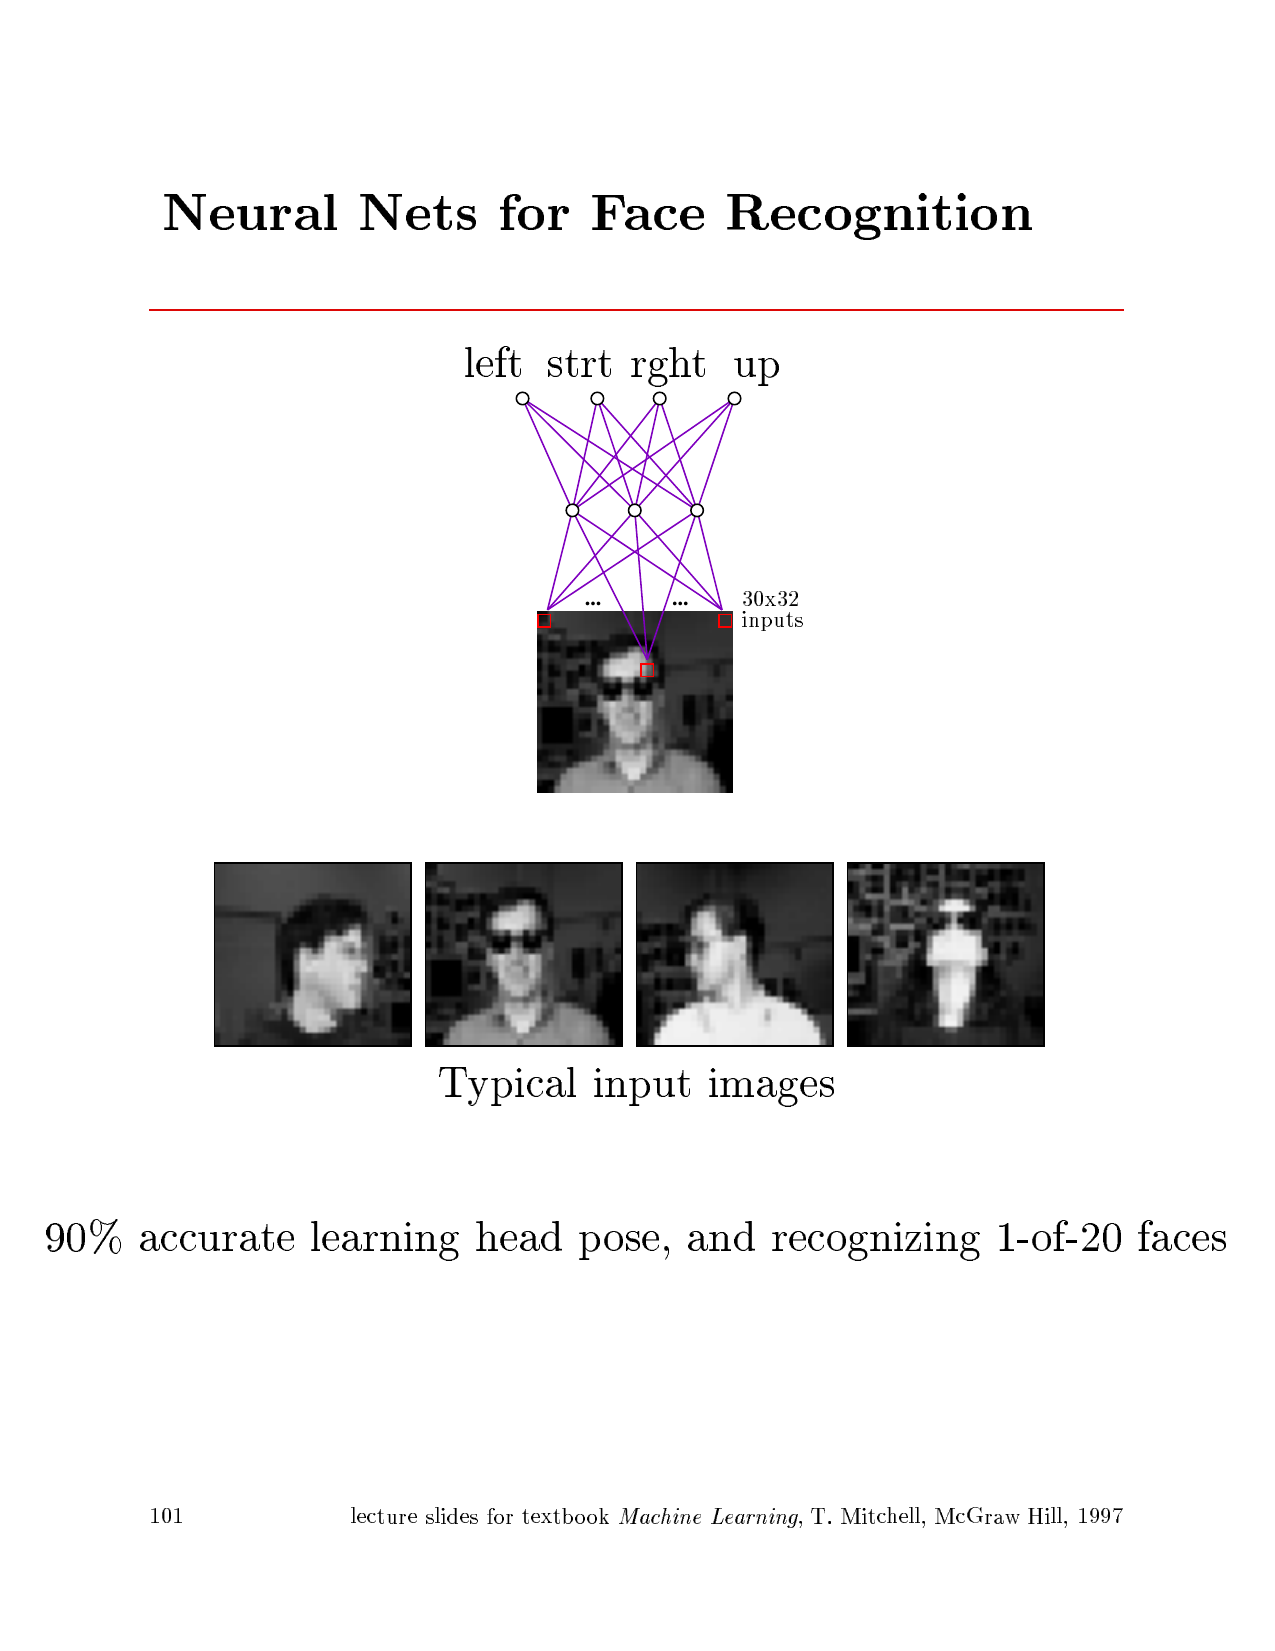 Neural Nets for Face Recognition
left strt rght up
... ... 30x32
inputs
Typical input images
90% accurate learning head pose, and recognizing 1-of-20 faces
101 lecture slides for textbook Machine Learning, T. Mitchell, McGraw Hill, 1997